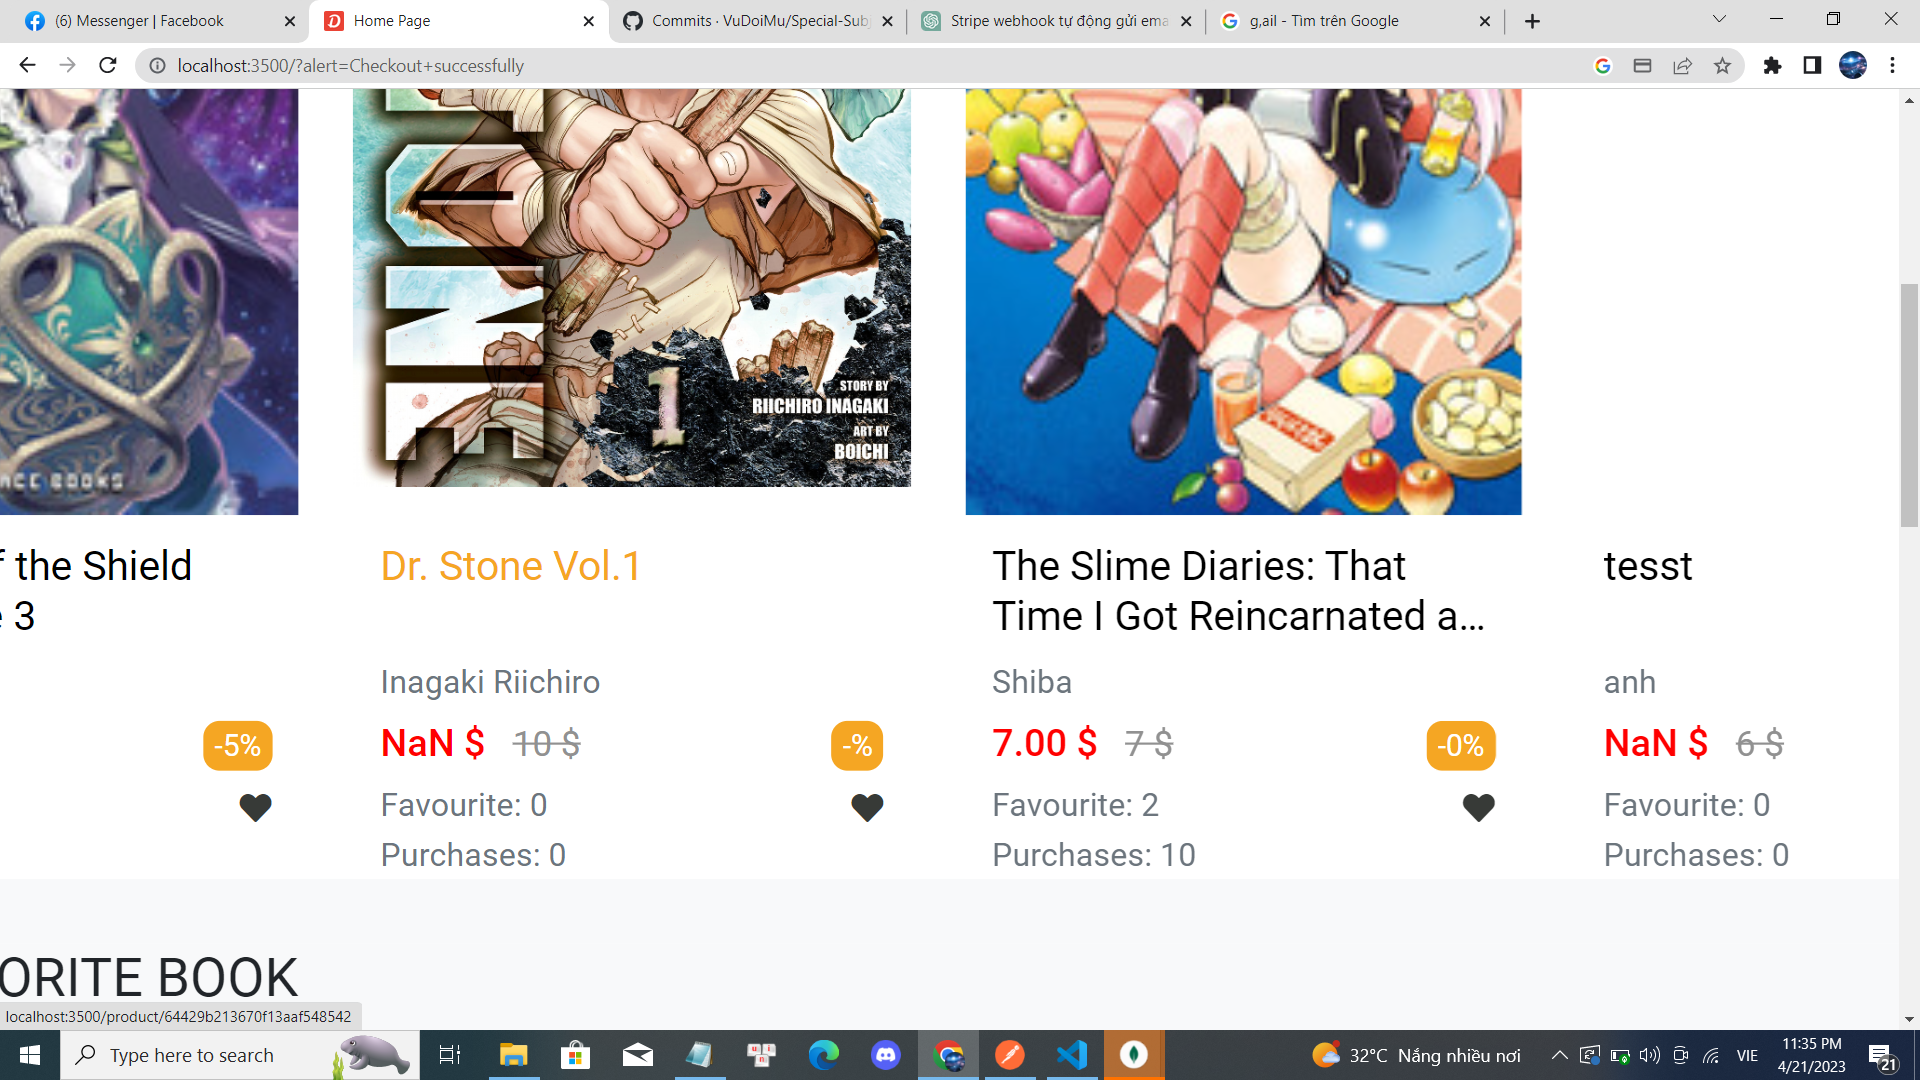 (6) Messenger | Facebook
Home Page
Commits · VuDoiMu/Special-Sub
Stripe webhook tự động gửi ema
g,ail - Tìm trên Google
localhost:3500/?alert=Checkout+successfully
STORY BY
RIICHIRO INAGAKI
ART BY
BOICHI
1
f the Shield
e 3
Dr. Stone Vol.1
The Slime Diaries: That
Time I Got Reincarnated a...
tesst
Inagaki Riichiro
Shiba
anh
-5%
NaN $ 10 $
-%
7.00 $ 7 $
-0%
NaN $ 6 $
Favourite: 0
Favourite: 2
Favourite: 0
Purchases: 0
Purchases: 10
Purchases: 0
ORITE BOOK
localhost:3500/product/64429b213670f13aaf548542
Type here to search
32°C Nắng nhiều nơi
VIE
11:35 PM
4/21/2023
21